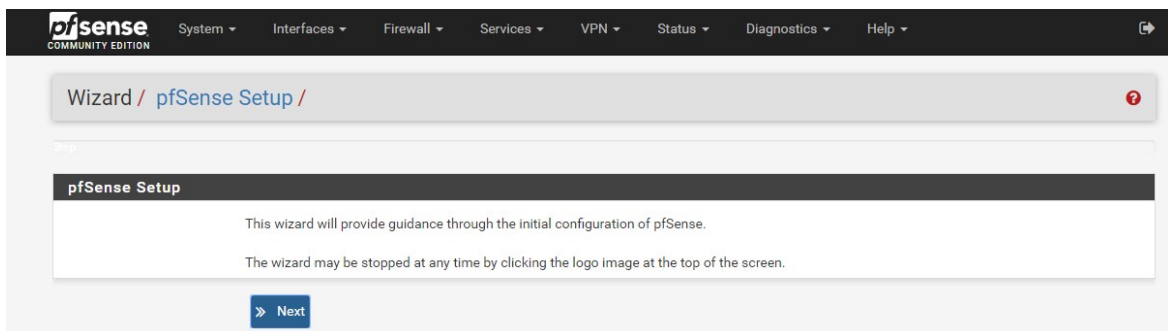 pfsense System Interfaces Firewall Services VPN Status Diagnostics Help
COMMUNITY EDITION
Wizard / pfSense Setup /
Step
pfSense Setup
This wizard will provide guidance through the initial configuration of pfSense.
The wizard may be stopped at any time by clicking the logo image at the top of the screen.
Next